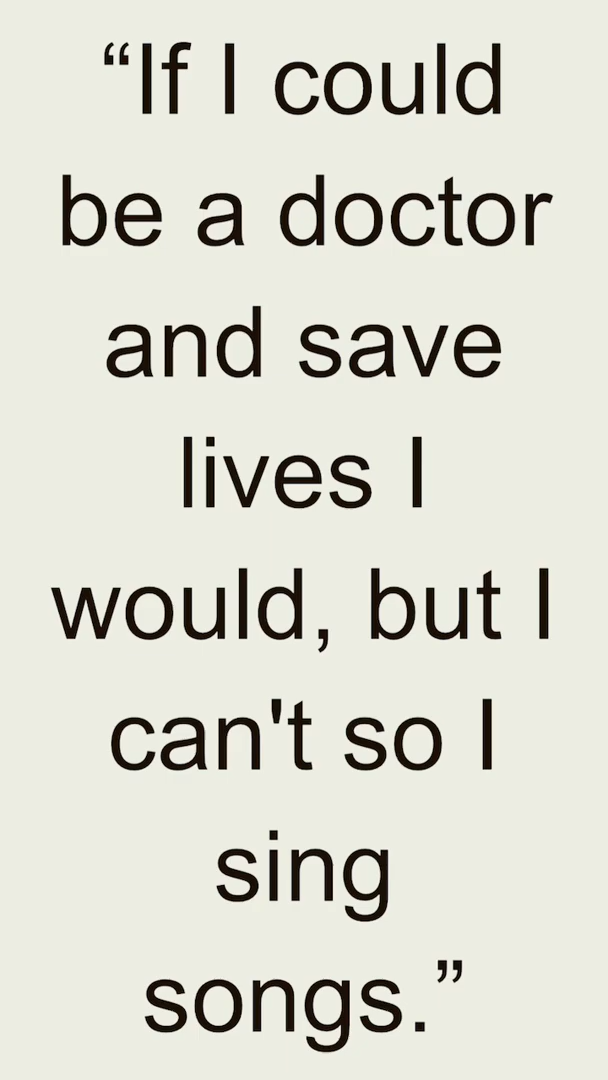 “If I could
be a doctor
and save
lives I
would, but I
can't so I
sing
songs.”